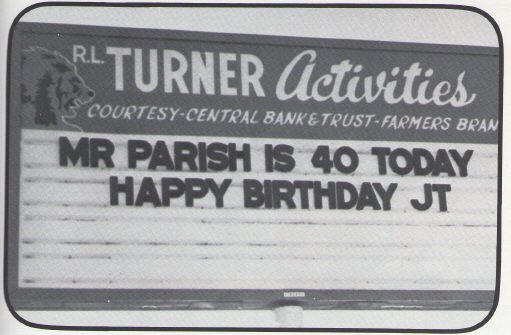 R.L. TURNER Activities
COURTESY-CENTRAL BANK & TRUST-FARMERS BRAN
MR PARISH IS 40 TODAY
HAPPY BIRTHDAY JT